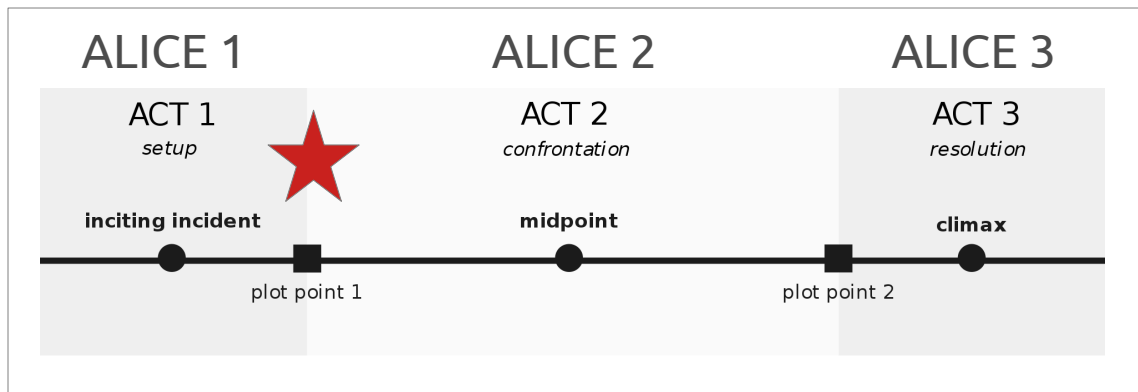 ALICE 1 ALICE 2 ALICE 3
ACT 1 ACT 2 ACT 3
setup confrontation resolution
inciting incident midpoint climax
plot point 1 plot point 2